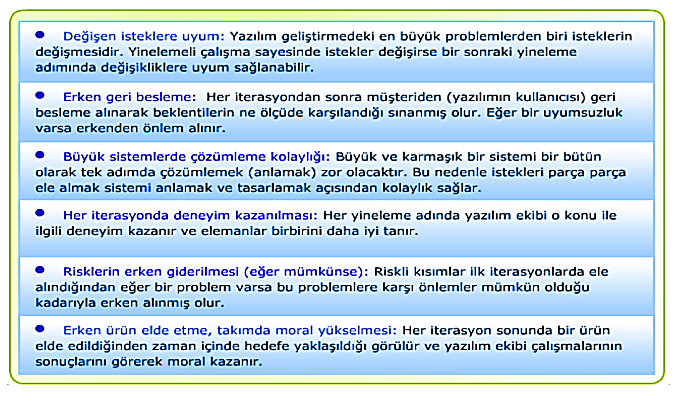 • Değişen isteklere uyum: Yazılım geliştirmedeki en büyük problemlerden biri isteklerin
değişmesidir. Yinelemeli çalışma sayesinde istekler değişirse bir sonraki yineleme
adımında değişikliklere uyum sağlanabilir.
• Erken geri besleme: Her iterasyondan sonra müşteriden (yazılımın kullanıcısı) geri
besleme alınarak beklentilerin ne ölçüde karşılandığı sınanmış olur. Eğer bir uyumsuzluk
varsa erkenden önlem alınır.
• Büyük sistemlerde çözümleme kolaylığı: Büyük ve karmaşık bir sistemi bir bütün
olarak tek adımda çözümlemek (anlamak) zor olacaktır. Bu nedenle istekleri parça parça
ele almak sistemi anlamak ve tasarlamak açısından kolaylık sağlar.
• Her iterasyonda deneyim kazanılması: Her yineleme adında yazılım ekibi o konu ile
ilgili deneyim kazanır ve elemanlar birbirini daha iyi tanır.
• Risklerin erken giderilmesi (eğer mümkünse): Riskli kısımlar ilk iterasyonlarda ele
alındığından eğer bir problem varsa bu problemlere karşı önlemler mümkün olduğu
kadarıyla erken alınmış olur.
• Erken ürün elde etme, takımda moral yükselmesi: Her iterasyon sonunda bir ürün
elde edildiğinden zaman içinde hedefe yaklaşıldığı görülür ve yazılım ekibi çalışmalarının
sonuçlarını görerek moral kazanır.